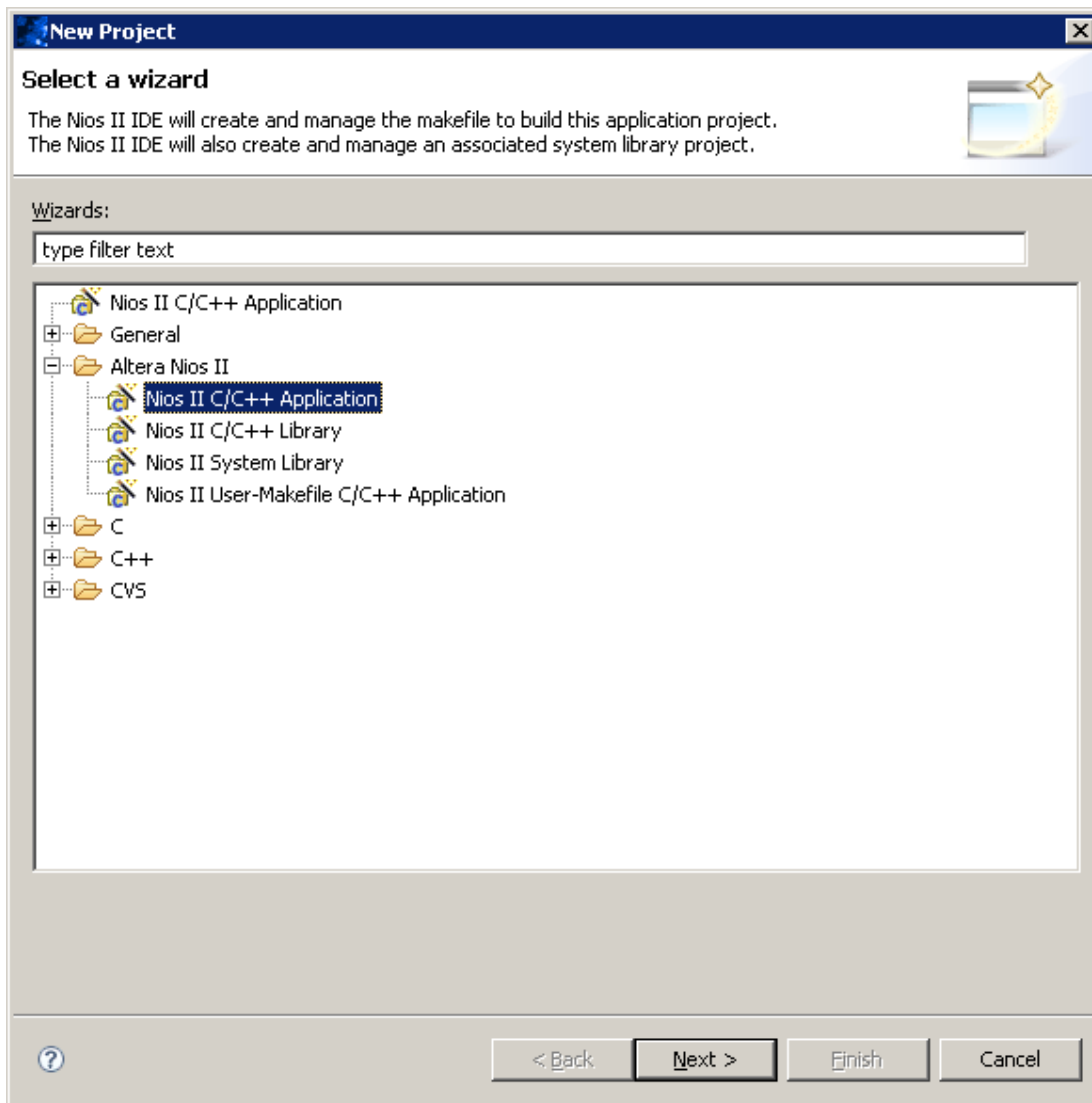 New Project
Select a wizard
The Nios II IDE will create and manage the makefile to build this application project.
The Nios II IDE will also create and manage an associated system library project.
Wizards:
type filter text
Nios II C/C++ Application
General
Altera Nios II
Nios II C/C++ Application
Nios II C/C++ Library
Nios II System Library
Nios II User-Makefile C/C++ Application
C
C++
CVS
? < Back Next > Finish Cancel